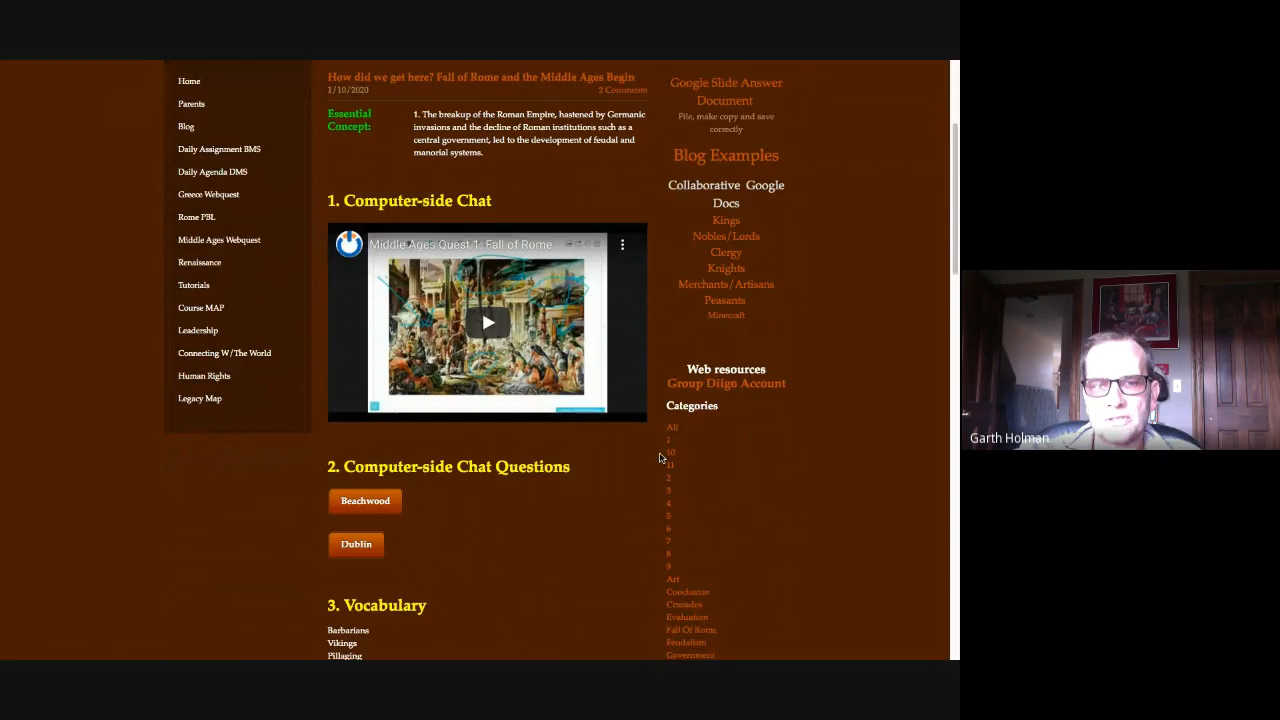 Home
Parents
Blog
Daily Assignment BMS
Daily Agenda DMS
Greece Webquest
Rome PBL
Middle Ages Webquest
Renaissance
Tutorials
Course MAP
Leadership
Connecting W/The World
Human Rights
Legacy Map
How did we get here? Fall of Rome and the Middle Ages Begin
1/10/2020
2 Comments
Essential
Concept:
1. The breakup of the Roman Empire, hastened by Germanic
invasions and the decline of Roman institutions such as a
central government, led to the development of feudal and
manorial systems.
1. Computer-side Chat
Middle Ages Quest 1: Fall of Rome
2. Computer-side Chat Questions
Beachwood
Dublin
3. Vocabulary
Barbarians
Vikings
Pillaging
Google Slide Answer
Document
File, make copy and save
correctly
Blog Examples
Collaborative Google
Docs
Kings
Nobles/Lords
Clergy
Knights
Merchants/Artisans
Peasants
Minecraft
Web resources
Group Diigo Account
Categories
All
1
10
11
2
3
4
5
6
7
8
9
Art
Conclusion
Crusades
Evaluation
Fall Of Rome
Feudalism
Government
Garth Holman